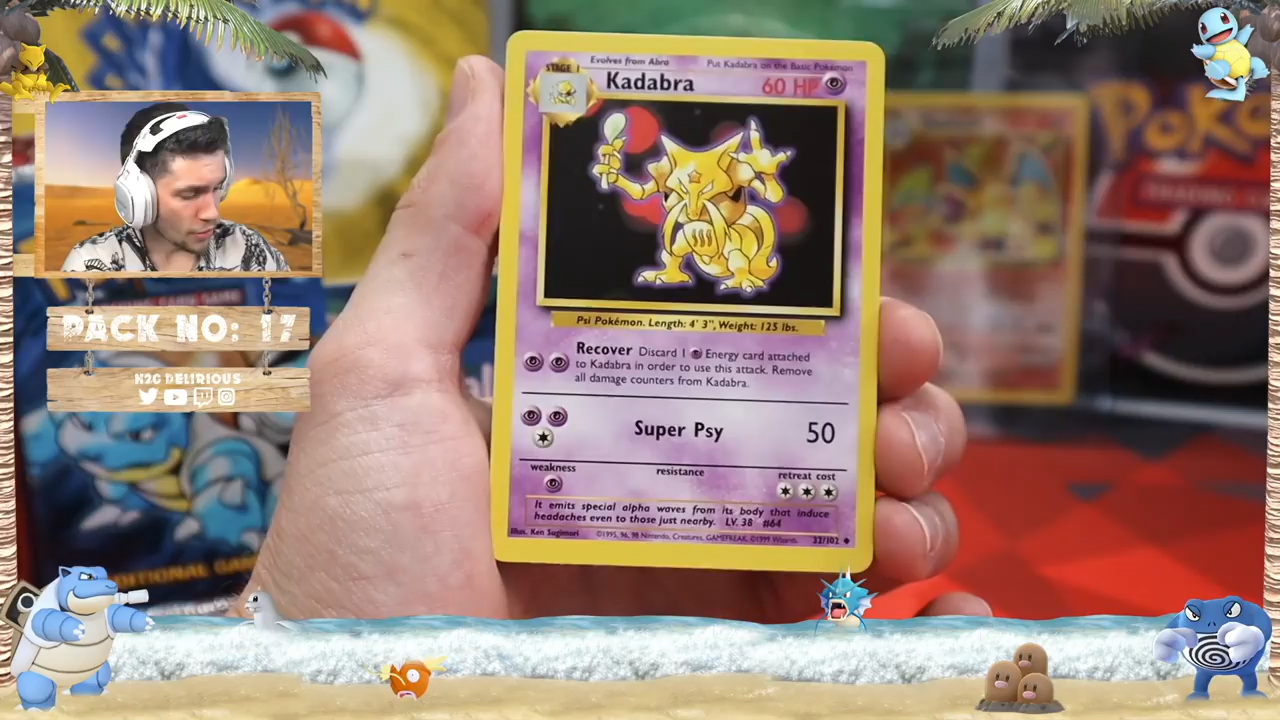 Evolves from Abra
Put Kadabra on the Basic Pokémon
STAGE 1
Kadabra
60 HP
Psi Pokémon. Length: 4' 3", Weight: 125 lbs.
Recover Discard 1 Energy card attached
to Kadabra in order to use this attack. Remove
all damage counters from Kadabra.
Super Psy 50
weakness resistance retreat cost
It emits special alpha waves from its body that induce
headaches even to those just nearby. LV. 38 #64
Illus. Ken Sugimori ©1995, 96, 98 Nintendo, Creatures, GAMEFREAK. ©1999 Wizards. 32/102
PACK NO: 17
N2G DELIRIOUS